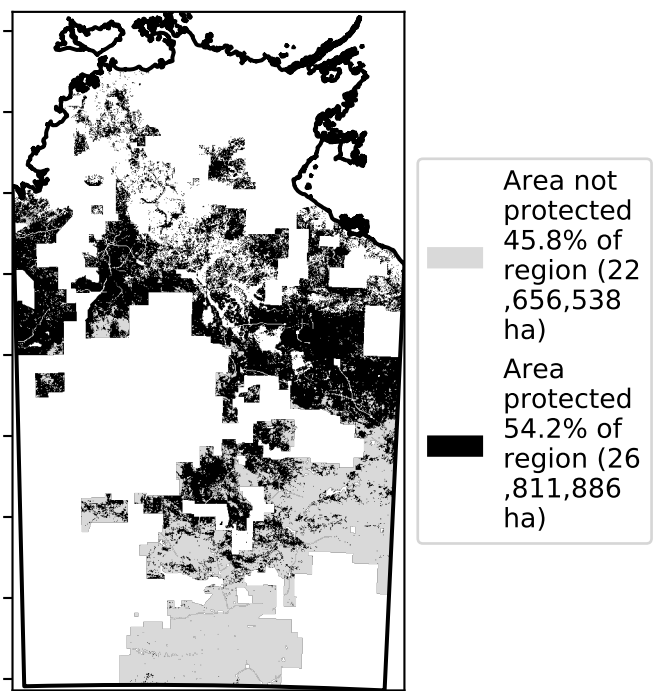 Area not
protected
45.8% of
region (22
,656,538
ha)
Area
protected
54.2% of
region (26
,811,886
ha)